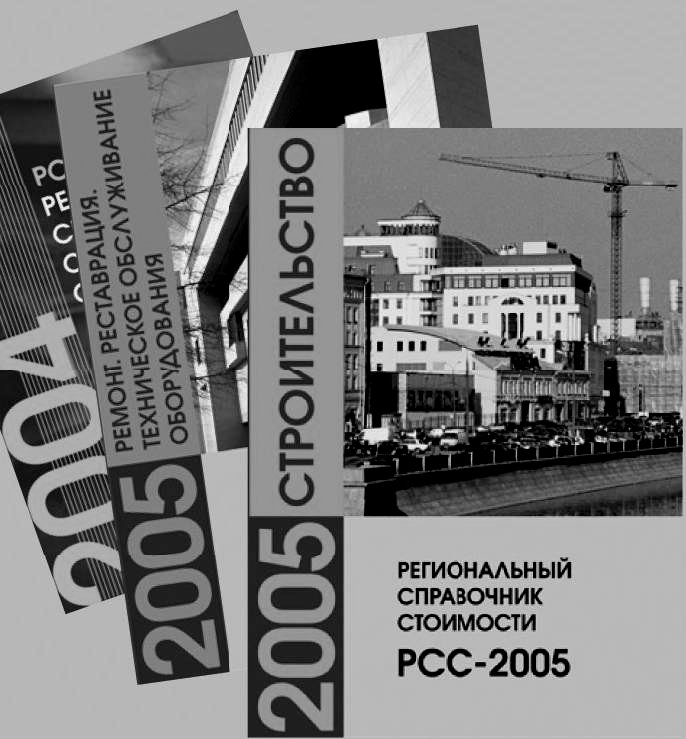 2004
РЕМОНТ. РЕСТАВРАЦИЯ.
ТЕХНИЧЕСКОЕ ОБСЛУЖИВАНИЕ
ОБОРУДОВАНИЯ
2005
СТРОИТЕЛЬСТВО
2005
РЕГИОНАЛЬНЫЙ
СПРАВОЧНИК
СТОИМОСТИ
РСС-2005